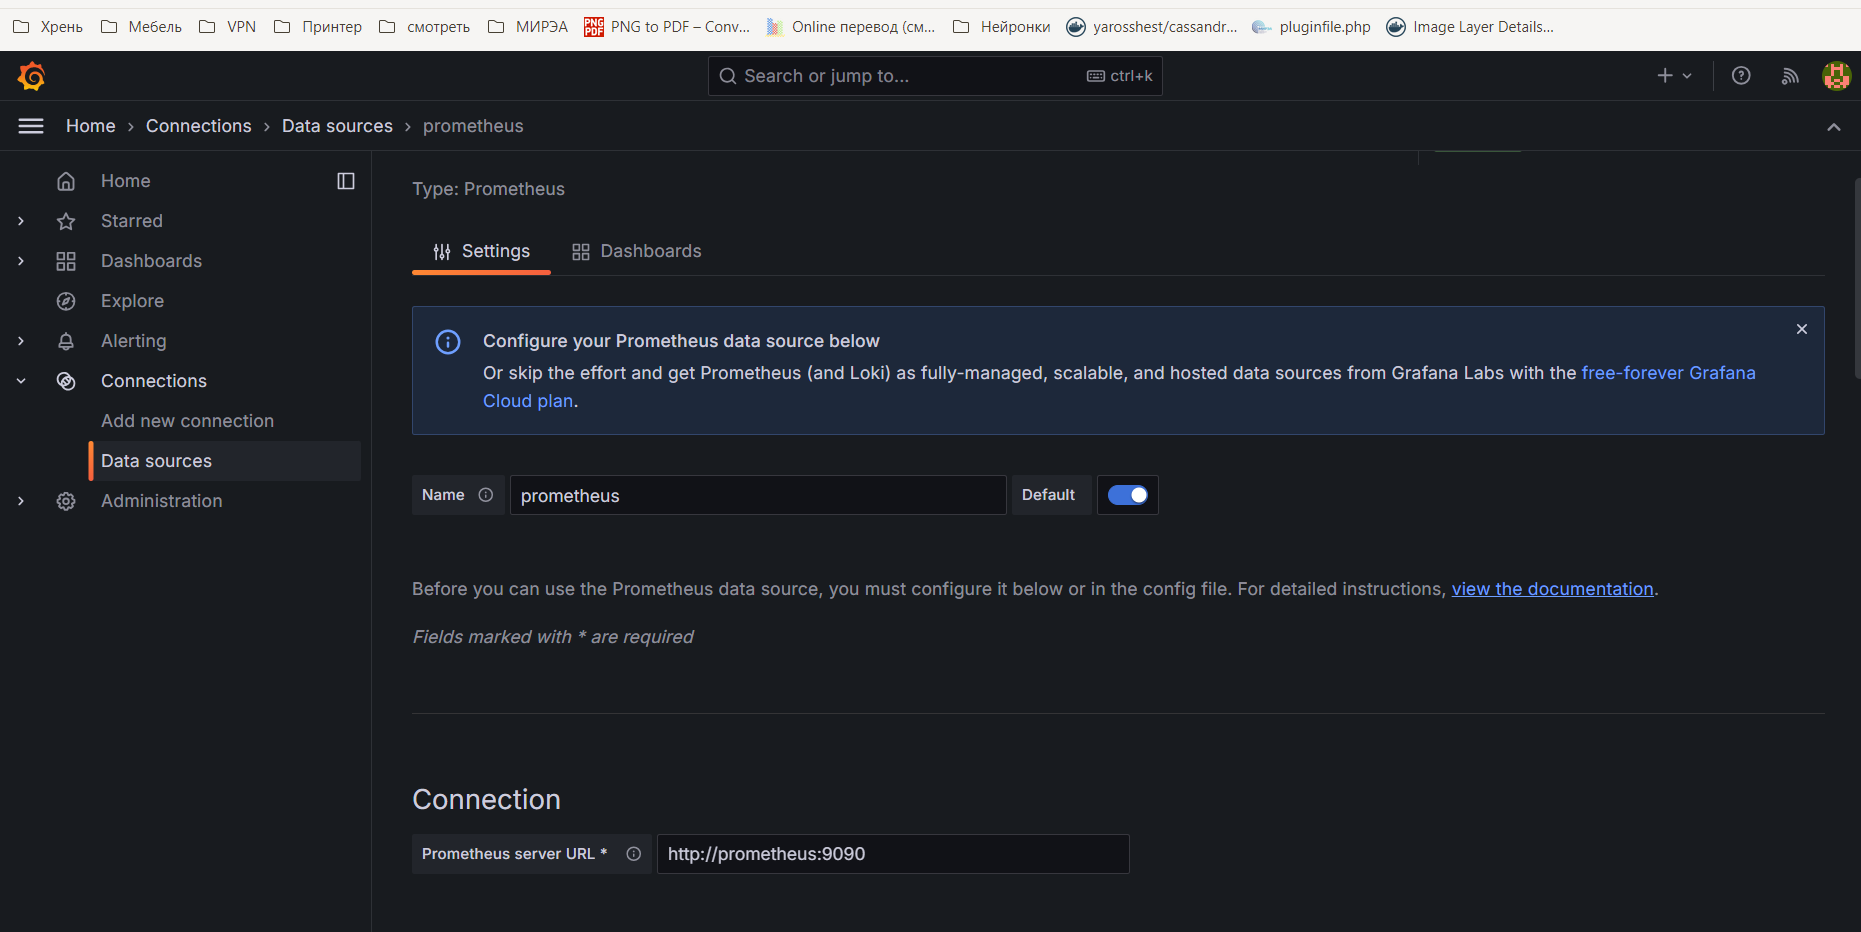 Хрень Мебель VPN Принтер смотреть МИРЭА PNG to PDF – Conv... Online перевод (см... Нейронки yarosshest/cassandr... pluginfile.php Image Layer Details...
Search or jump to... ctrl+k
Home › Connections › Data sources › prometheus
Home
Starred
Dashboards
Explore
Alerting
Connections
Add new connection
Data sources
Administration
Type: Prometheus
Settings Dashboards
Configure your Prometheus data source below
Or skip the effort and get Prometheus (and Loki) as fully-managed, scalable, and hosted data sources from Grafana Labs with the free-forever Grafana
Cloud plan.
Name prometheus Default
Before you can use the Prometheus data source, you must configure it below or in the config file. For detailed instructions, view the documentation.
Fields marked with * are required
Connection
Prometheus server URL * http://prometheus:9090